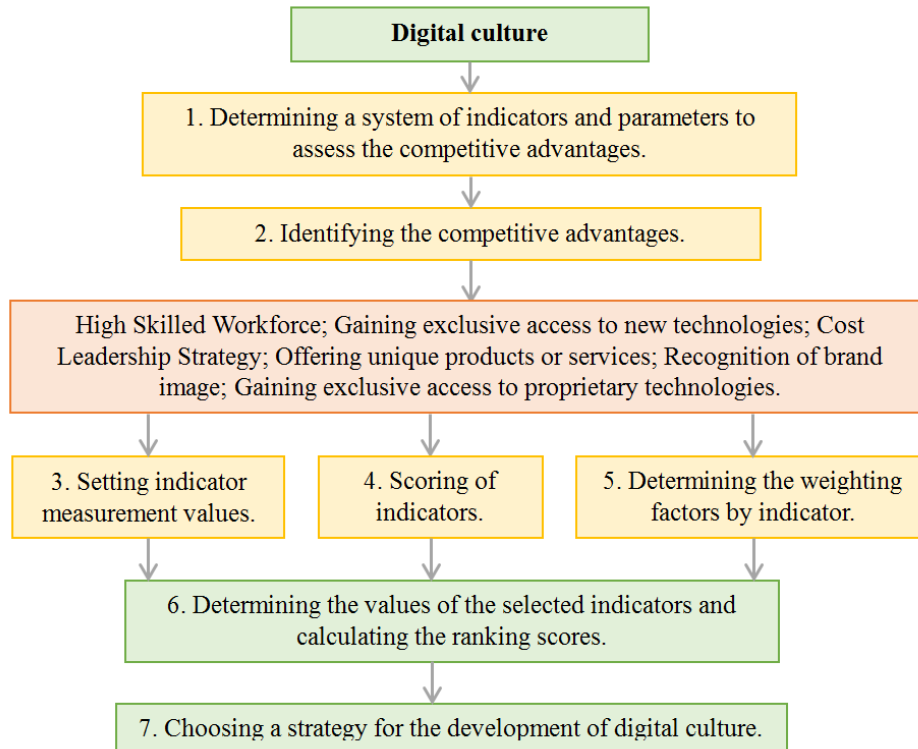 Digital culture
1. Determining a system of indicators and parameters to
assess the competitive advantages.
2. Identifying the competitive advantages.
High Skilled Workforce; Gaining exclusive access to new technologies; Cost
Leadership Strategy; Offering unique products or services; Recognition of brand
image; Gaining exclusive access to proprietary technologies.
3. Setting indicator
measurement values.
4. Scoring of
indicators.
5. Determining the weighting
factors by indicator.
6. Determining the values of the selected indicators and
calculating the ranking scores.
7. Choosing a strategy for the development of digital culture.